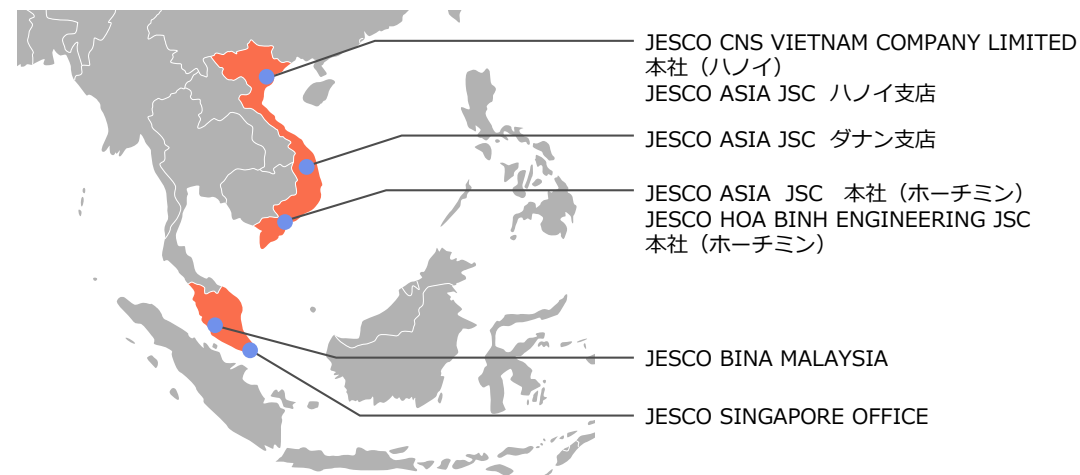 JESCO CNS VIETNAM COMPANY LIMITED
本社（ハノイ）
JESCO ASIA JSC ハノイ支店
JESCO ASIA JSC ダナン支店
JESCO ASIA JSC 本社（ホーチミン）
JESCO HOA BINH ENGINEERING JSC
本社（ホーチミン）
JESCO BINA MALAYSIA
JESCO SINGAPORE OFFICE